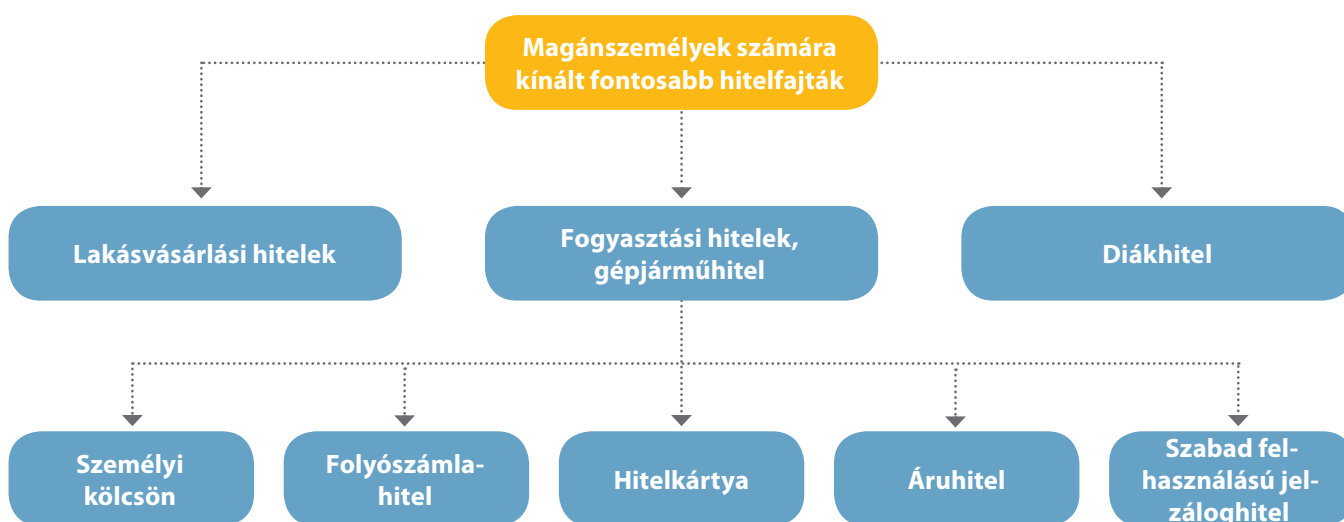 Magánszemélyek számára
kínált fontosabb hitelfajták
Lakásvásárlási hitelek
Fogyasztási hitelek,
gépjárműhitel
Diákhitel
Személyi
kölcsön
Folyószámla-
hitel
Hitelkártya
Áruhitel
Szabad fel-
használású jel-
záloghitel